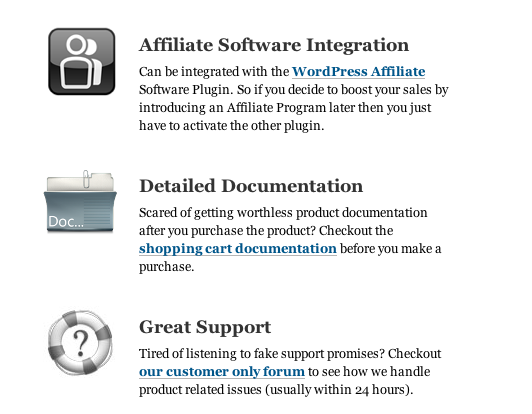 Affiliate Software Integration
Can be integrated with the WordPress Affiliate
Software Plugin. So if you decide to boost your sales by
introducing an Affiliate Program later then you just
have to activate the other plugin.
Doc...
Detailed Documentation
Scared of getting worthless product documentation
after you purchase the product? Checkout the
shopping cart documentation before you make a
purchase.
?
Great Support
Tired of listening to fake support promises? Checkout
our customer only forum to see how we handle
product related issues (usually within 24 hours).